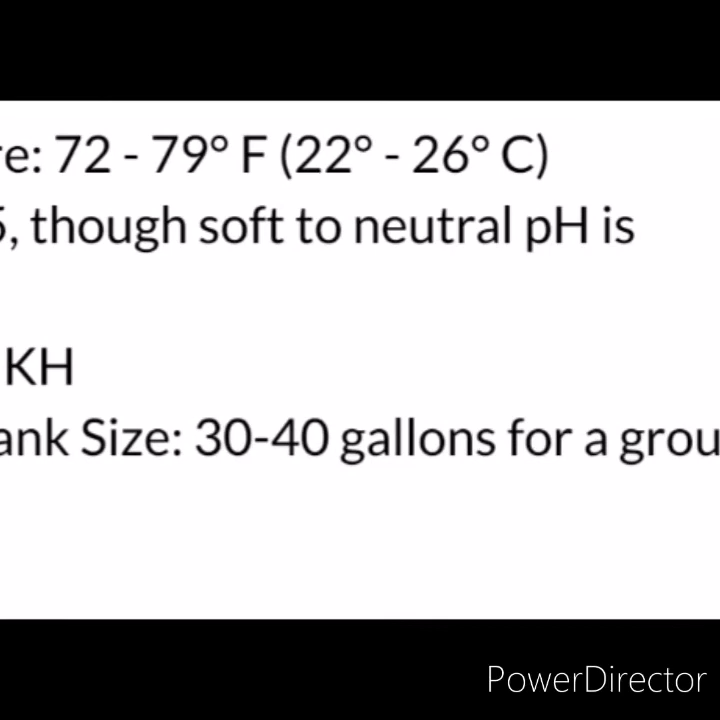 re: 72 - 79° F (22° - 26° C)
5, though soft to neutral pH is
KH
ank Size: 30-40 gallons for a grou
PowerDirector